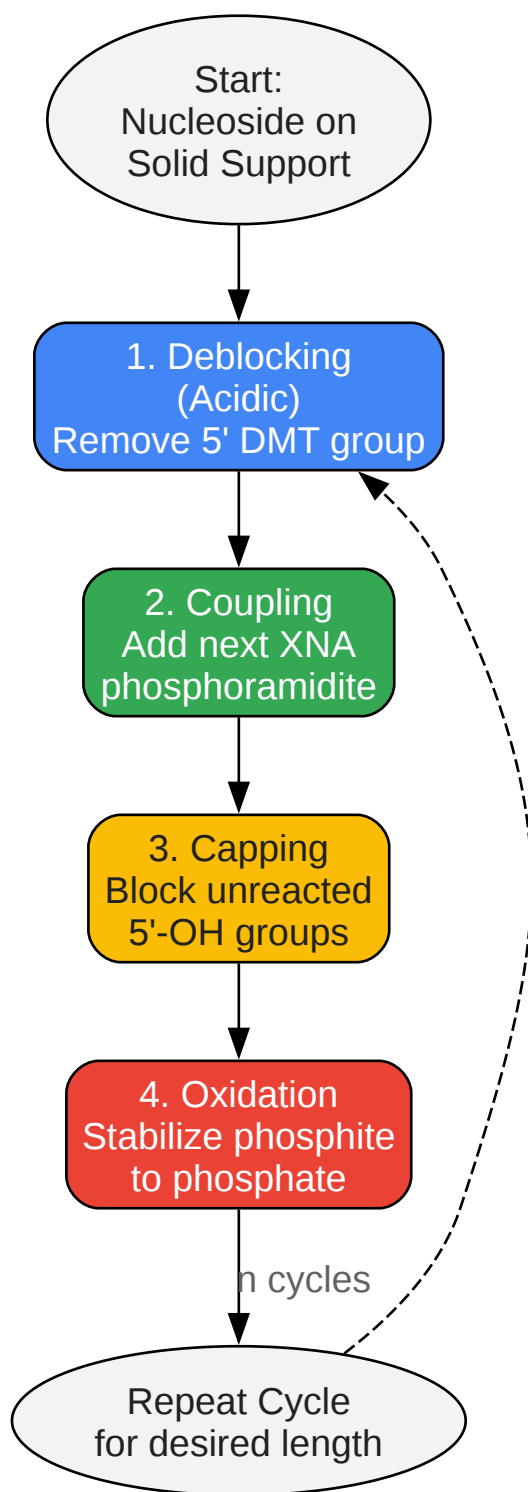 Start:
Nucleoside on
Solid Support
1. Deblocking
(Acidic)
Remove 5' DMT group
2. Coupling
Add next XNA
phosphoramidite
3. Capping
Block unreacted
5'-OH groups
4. Oxidation
Stabilize phosphite
to phosphate
n cycles
Repeat Cycle
for desired length